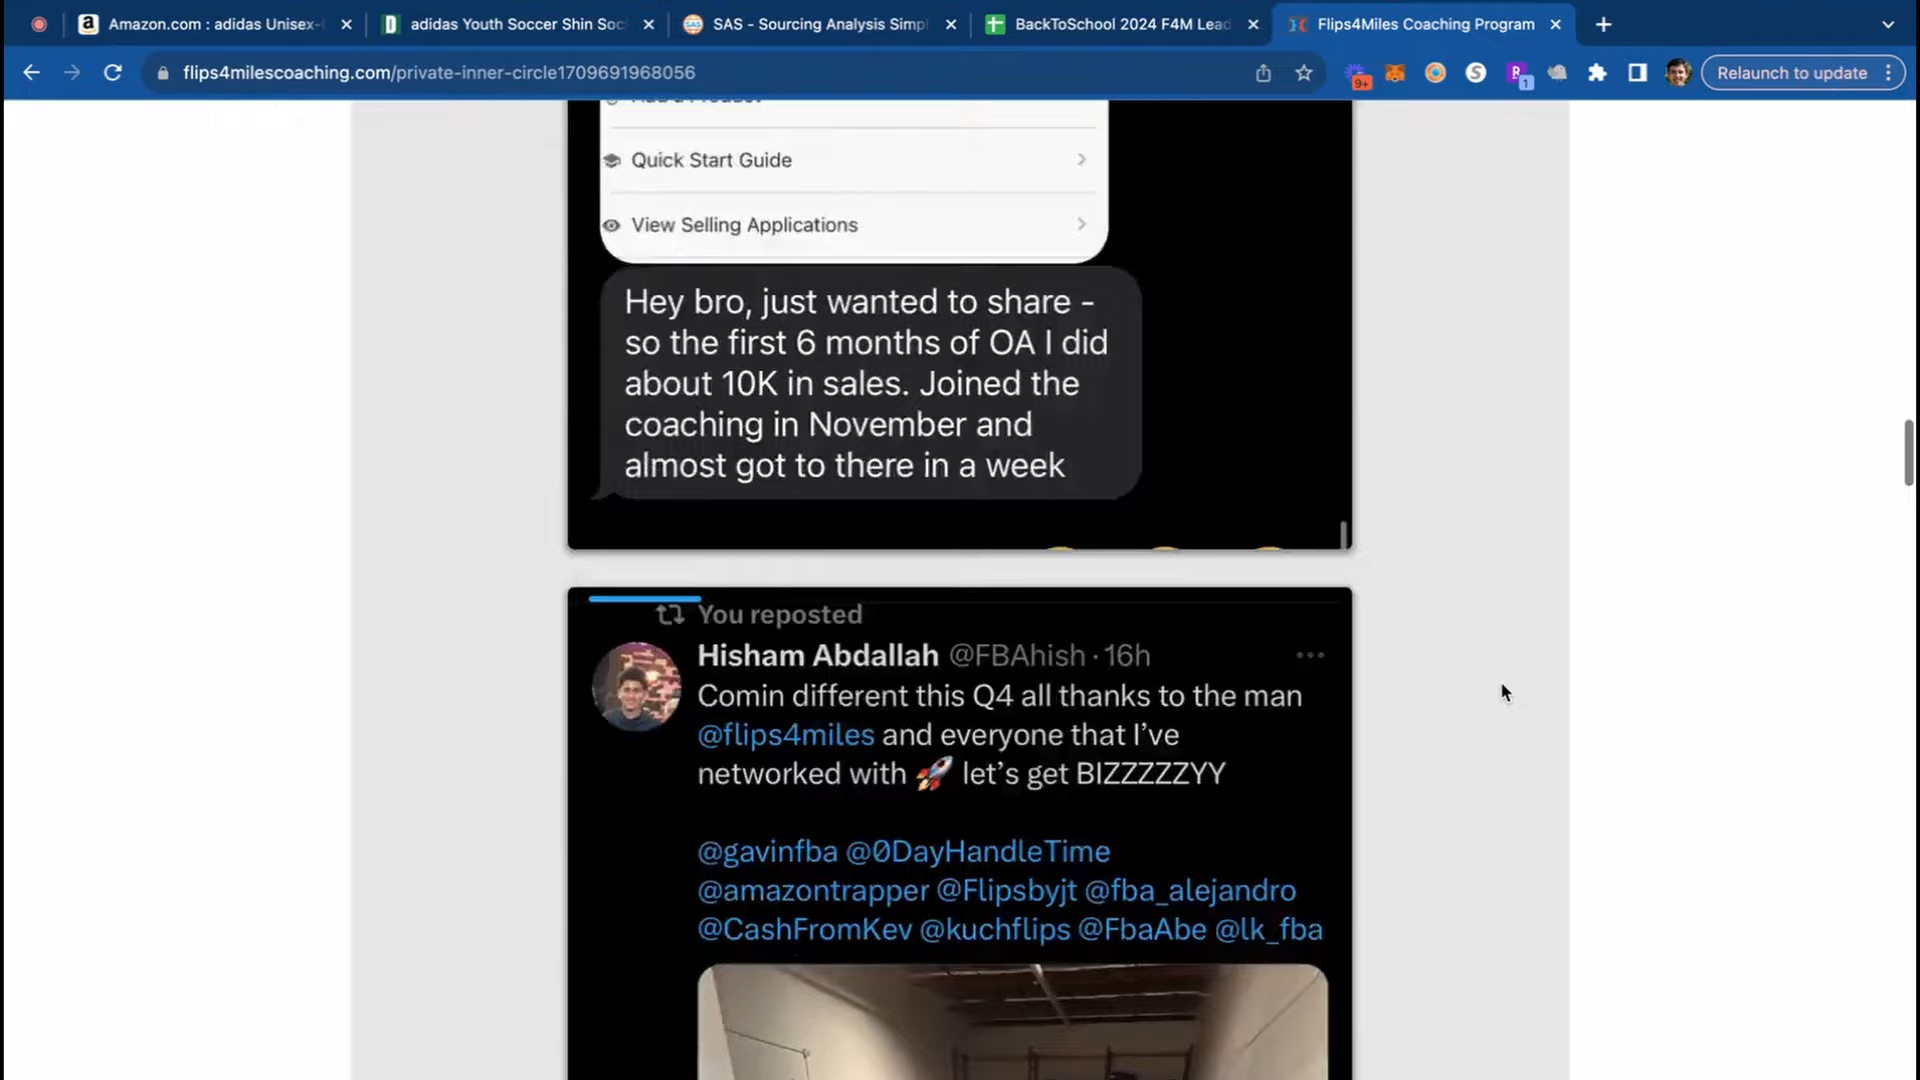 Amazon.com : adidas Unisex-
adidas Youth Soccer Shin Soc
SAS - Sourcing Analysis Simpl
BackToSchool 2024 F4M Lead
Flips4Miles Coaching Program
flips4milescoaching.com/private-inner-circle1709691968056
9+
1
Relaunch to update
Quick Start Guide
View Selling Applications
Hey bro, just wanted to share -
so the first 6 months of OA I did
about 10K in sales. Joined the
coaching in November and
almost got to there in a week
You reposted
Hisham Abdallah @FBAhish · 16h
Comin different this Q4 all thanks to the man
@flips4miles and everyone that I’ve
networked with 🚀 let’s get BIZZZZZYY
@gavinfba @0DayHandleTime
@amazontrapper @Flipsbyjt @fba_alejandro
@CashFromKev @kuchflips @FbaAbe @lk_fba